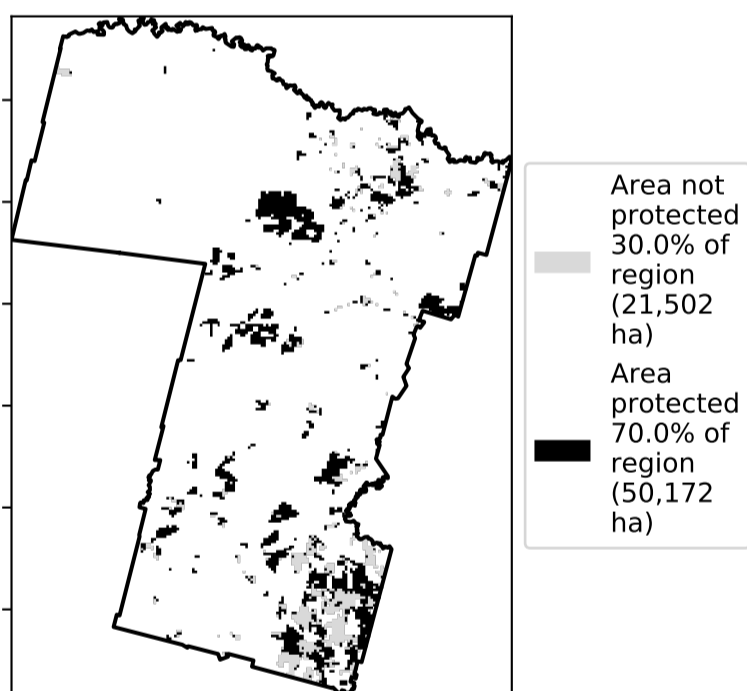 Area not
protected
30.0% of
region
(21,502
ha)
Area
protected
70.0% of
region
(50,172
ha)